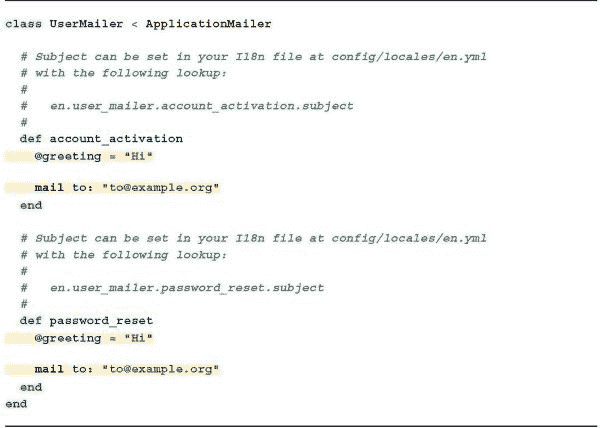 class UserMailer < ApplicationMailer
# Subject can be set in your I18n file at config/locales/en.yml
# with the following lookup:
#
#   en.user_mailer.account_activation.subject
#
def account_activation
@greeting = "Hi"
mail to: "to@example.org"
end
# Subject can be set in your I18n file at config/locales/en.yml
# with the following lookup:
#
#   en.user_mailer.password_reset.subject
#
def password_reset
@greeting = "Hi"
mail to: "to@example.org"
end
end